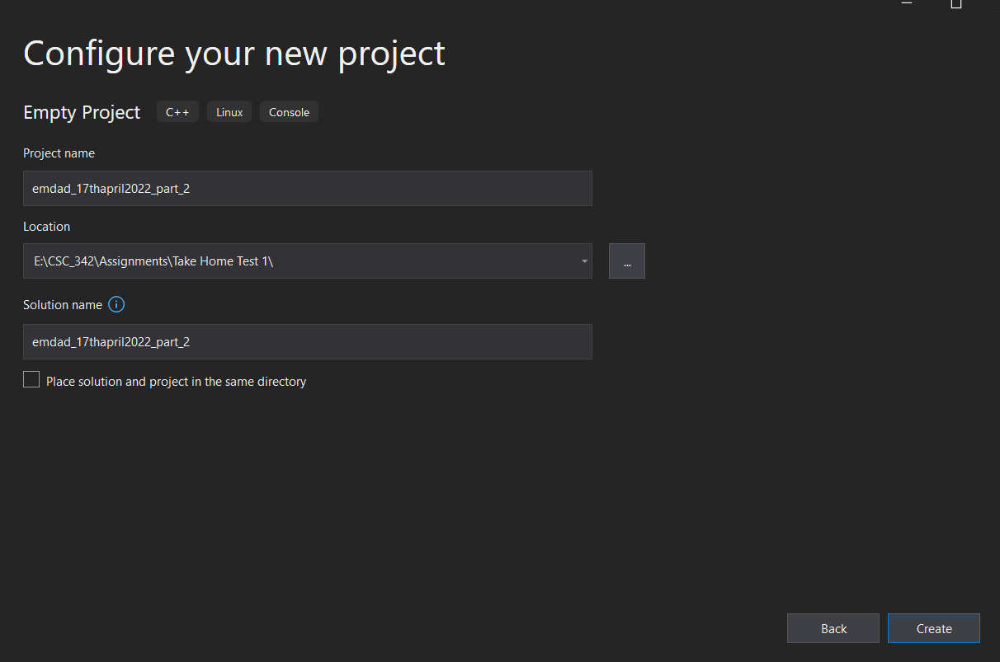 Configure your new project
Empty Project C++ Linux Console
Project name
emdad_17thapril2022_part_2
Location
E:\CSC_342\Assignments\Take Home Test 1\
...
Solution name
emdad_17thapril2022_part_2
Place solution and project in the same directory
Back Create